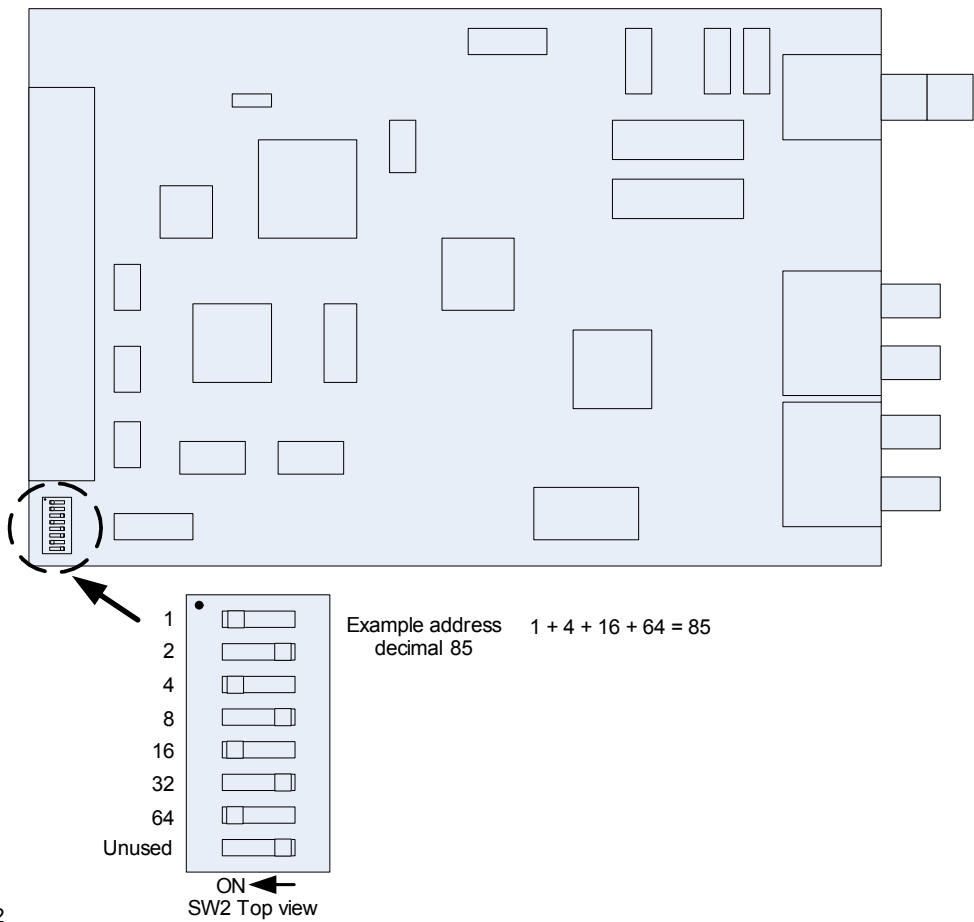 1
Example address 1 + 4 + 16 + 64 = 85
decimal 85
2
4
8
16
32
64
Unused
ON
SW2 Top view
2